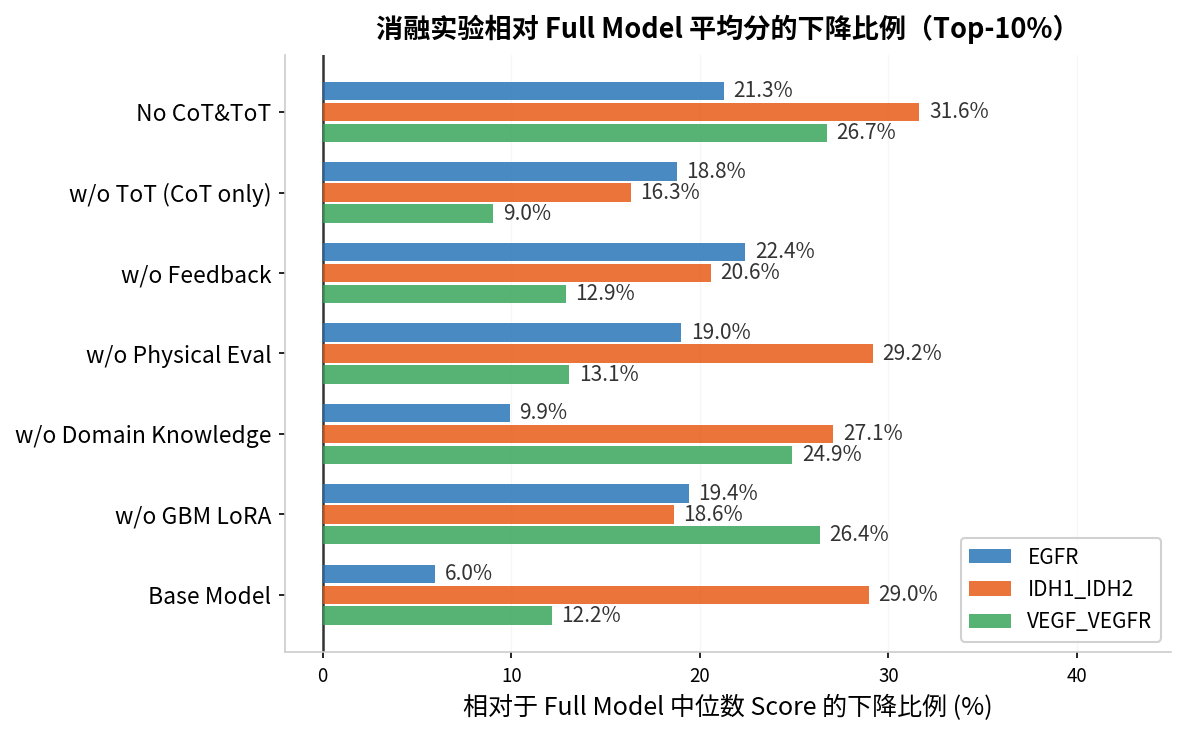 消融实验相对 Full Model 平均分的下降比例（Top-10%）
No CoT&ToT
21.3%
31.6%
26.7%
w/o ToT (CoT only)
18.8%
16.3%
9.0%
w/o Feedback
22.4%
20.6%
12.9%
w/o Physical Eval
19.0%
29.2%
13.1%
w/o Domain Knowledge
9.9%
27.1%
24.9%
w/o GBM LoRA
19.4%
18.6%
26.4%
Base Model
6.0%
29.0%
12.2%
EGFR
IDH1_IDH2
VEGF_VEGFR
0 10 20 30 40
相对于 Full Model 中位数 Score 的下降比例 (%)